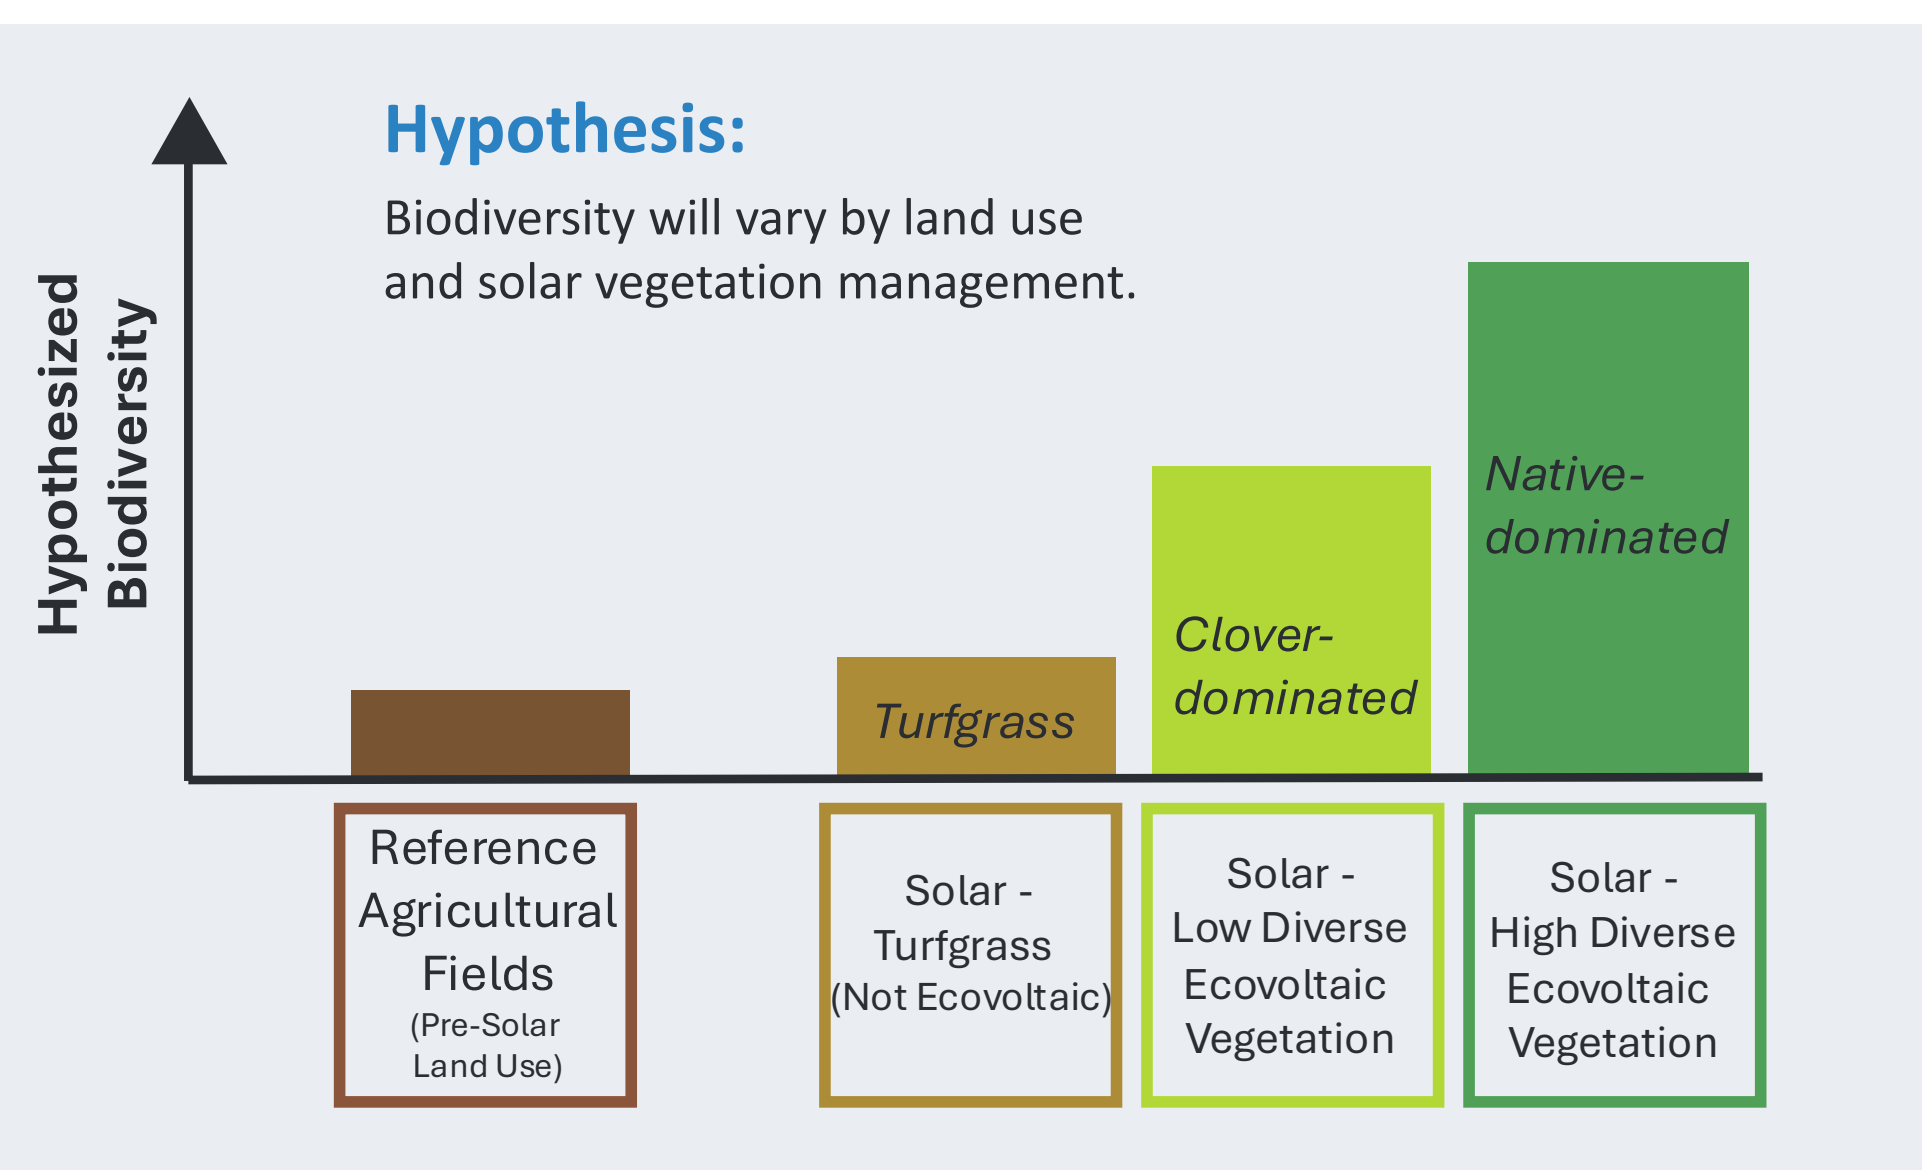 Hypothesis:
Biodiversity will vary by land use
and solar vegetation management.
Hypothesized
Biodiversity
Turfgrass
Clover-
dominated
Native-
dominated
Reference
Agricultural
Fields
(Pre-Solar
Land Use)
Solar -
Turfgrass
(Not Ecovoltaic)
Solar -
Low Diverse
Ecovoltaic
Vegetation
Solar -
High Diverse
Ecovoltaic
Vegetation